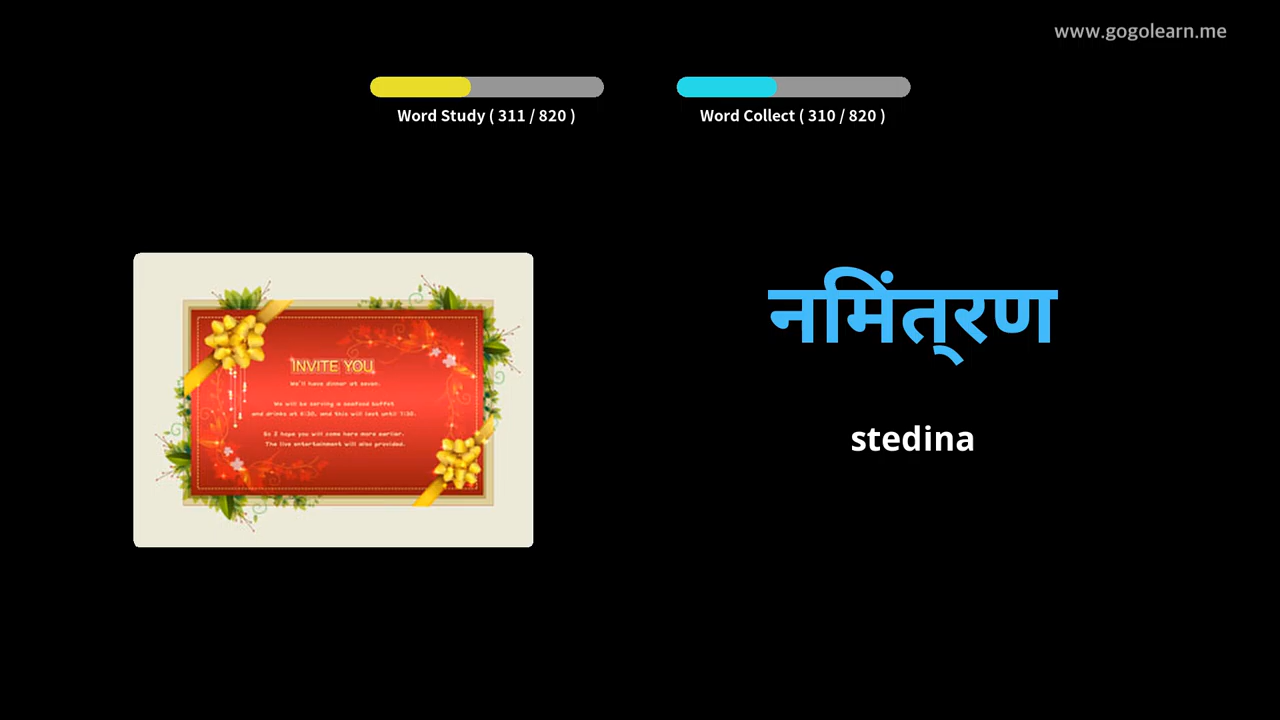 www.gogolearn.me
Word Study ( 311 / 820 )
Word Collect ( 310 / 820 )
INVITE YOU
We'll have dinner at seven.
We will be serving a seafood buffet
and drinks at 6:30, and this will last until 7:30.
So I hope you will come here more earlier.
The live entertainment will also provided.
नमिंत्‌रण
stedina